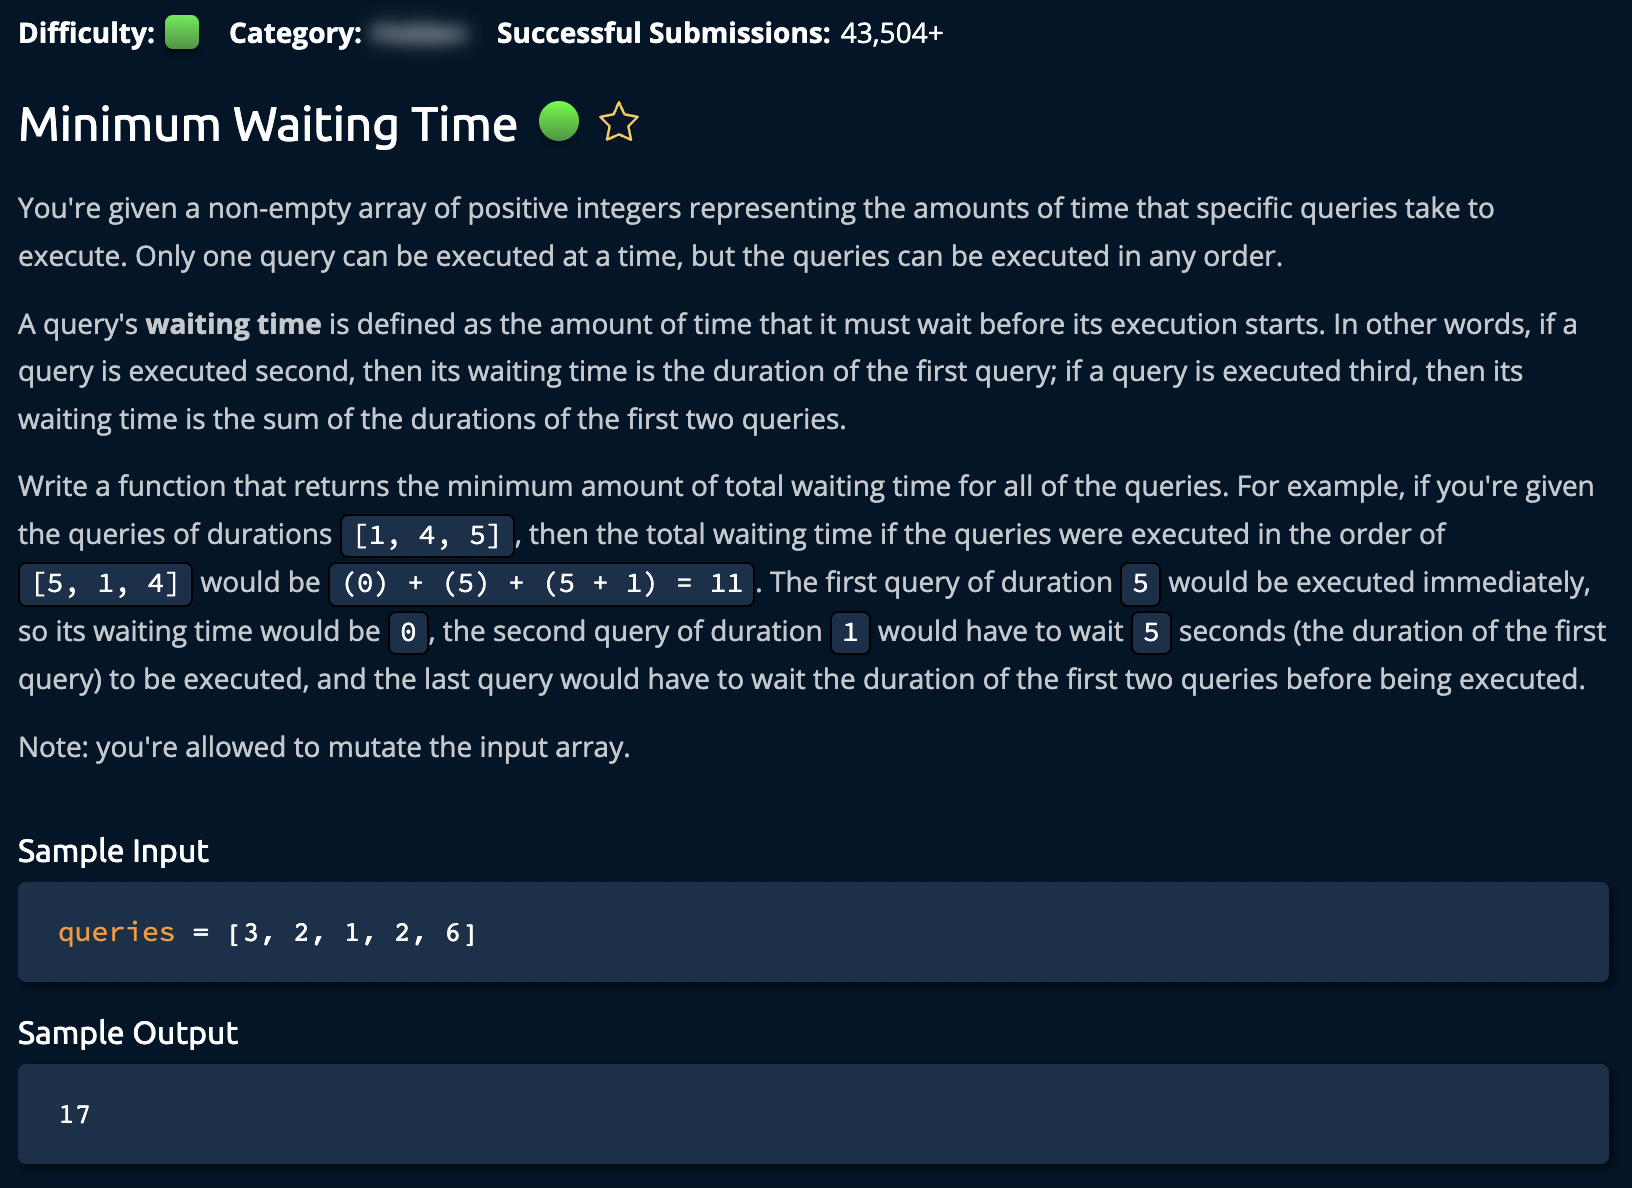 Difficulty: Category: Successful Submissions: 43,504+
Minimum Waiting Time
You're given a non-empty array of positive integers representing the amounts of time that specific queries take to
execute. Only one query can be executed at a time, but the queries can be executed in any order.
A query's waiting time is defined as the amount of time that it must wait before its execution starts. In other words, if a
query is executed second, then its waiting time is the duration of the first query; if a query is executed third, then its
waiting time is the sum of the durations of the first two queries.
Write a function that returns the minimum amount of total waiting time for all of the queries. For example, if you're given
the queries of durations [1, 4, 5], then the total waiting time if the queries were executed in the order of
[5, 1, 4] would be (0) + (5) + (5 + 1) = 11. The first query of duration 5 would be executed immediately,
so its waiting time would be 0, the second query of duration 1 would have to wait 5 seconds (the duration of the first
query) to be executed, and the last query would have to wait the duration of the first two queries before being executed.
Note: you're allowed to mutate the input array.
Sample Input
queries = [3, 2, 1, 2, 6]
Sample Output
17